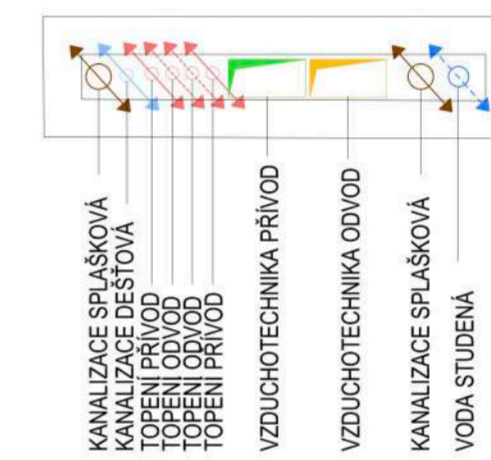 KANALIZACE SPLAŠKOVÁ
KANALIZACE DEŠŤOVÁ
TOPENÍ PŘÍVOD
TOPENÍ ODVOD
TOPENÍ ODVOD
TOPENÍ PŘÍVOD
VZDUCHOTECHNIKA PŘÍVOD
VZDUCHOTECHNIKA ODVOD
KANALIZACE SPLAŠKOVÁ
VODA STUDENÁ